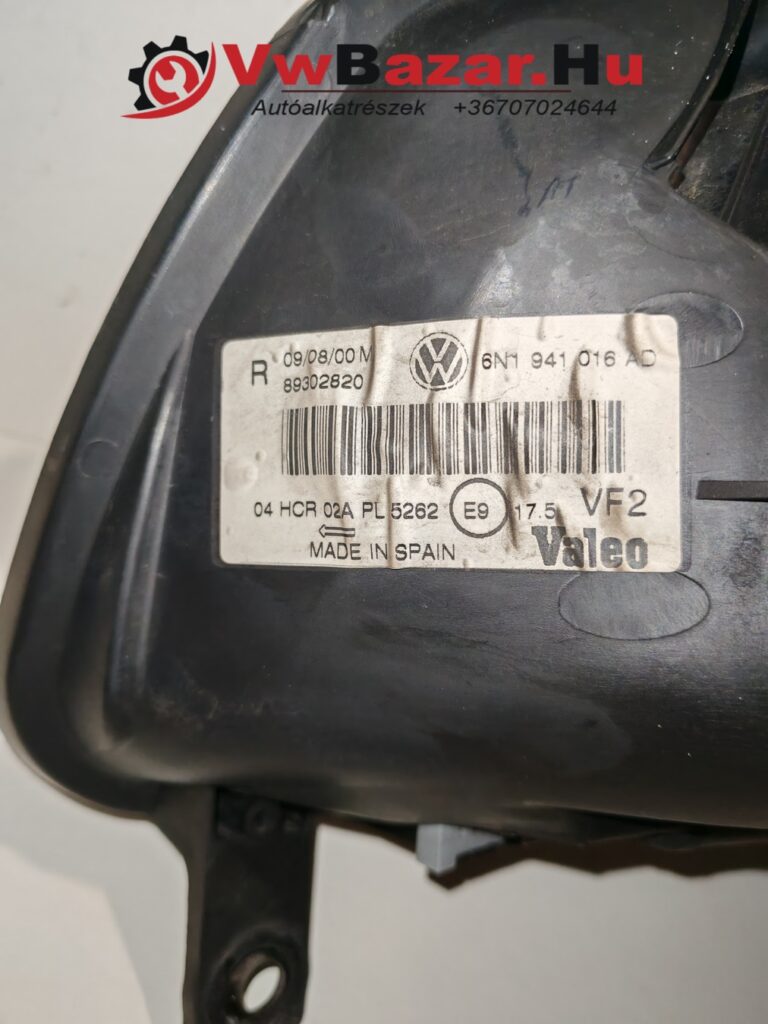 VwBazar.Hu
Autóalkatrészek +36707024644
R 09/08/00 M 6N1 941 016 AD
89302820
04 HCR 02A PL 5262 E9 17.5 VF2
MADE IN SPAIN Valeo